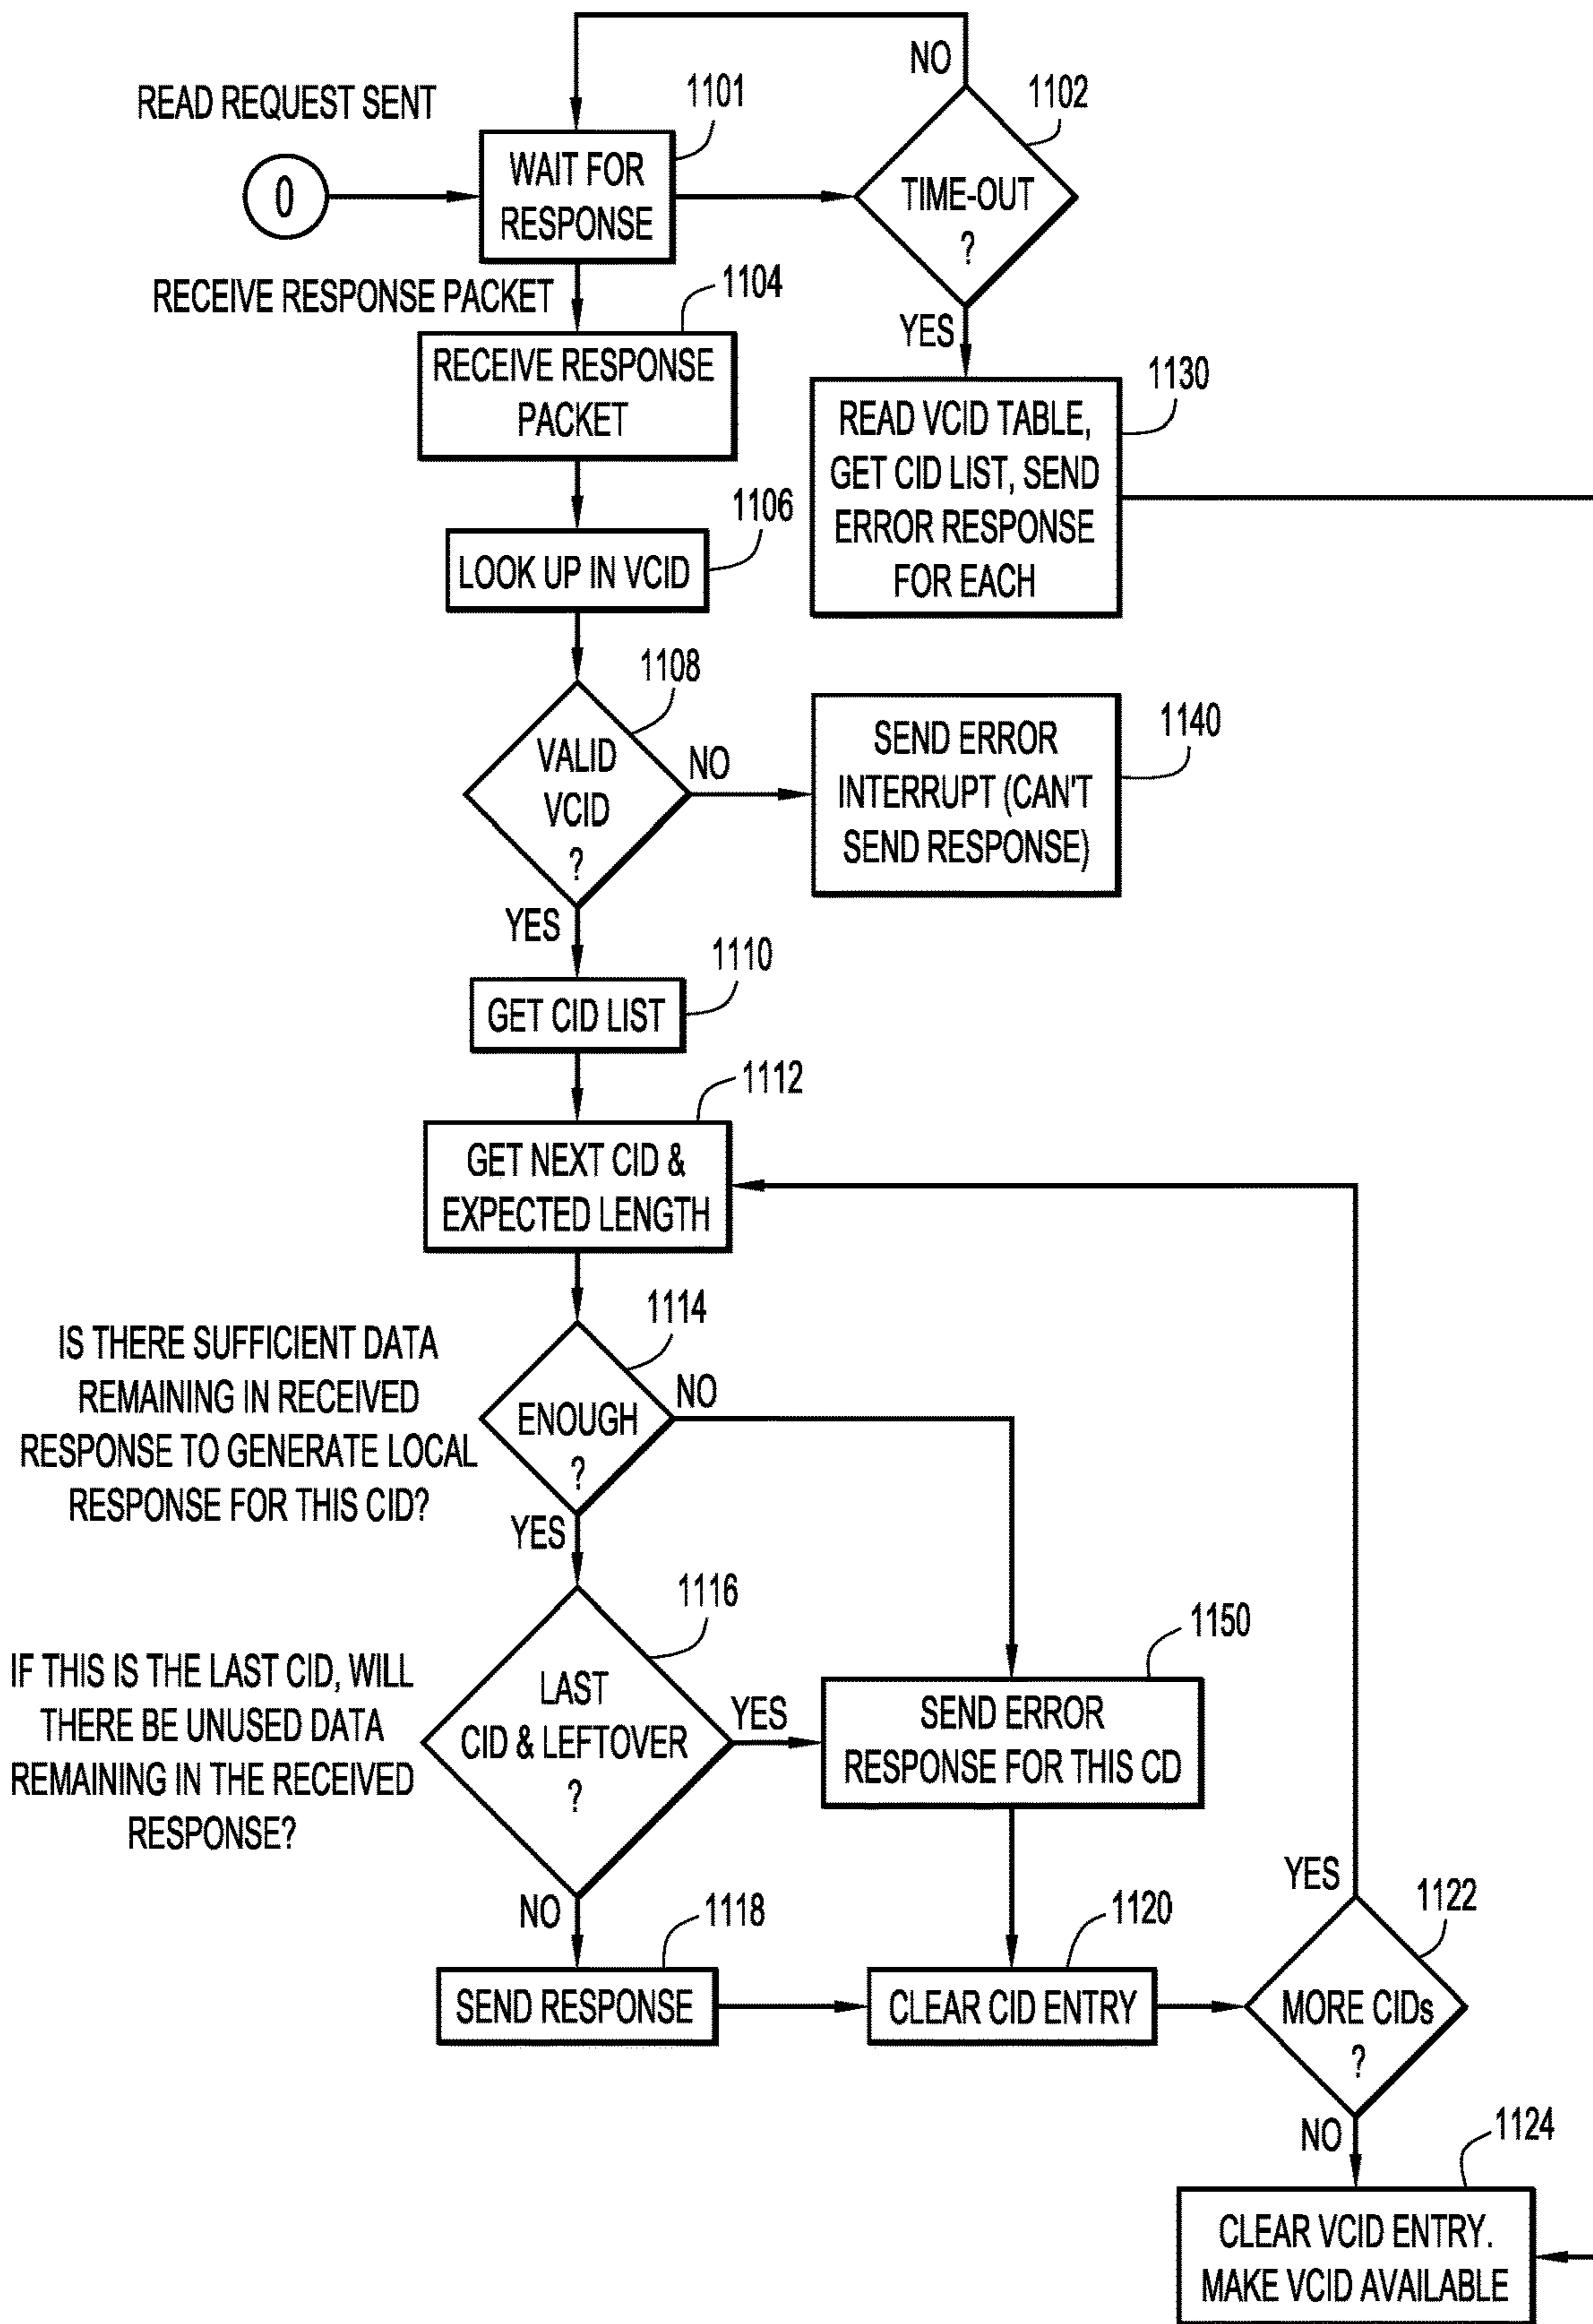 NO
1101
1102
READ REQUEST SENT
0
WAIT FOR
RESPONSE
TIME-OUT
?
RECEIVE RESPONSE PACKET
1104
YES
RECEIVE RESPONSE
PACKET
1130
READ VCID TABLE,
GET CID LIST, SEND
ERROR RESPONSE
FOR EACH
1106
LOOK UP IN VCID
1108
VALID
VCID
?
NO
1140
SEND ERROR
INTERRUPT (CAN'T
SEND RESPONSE)
YES
1110
GET CID LIST
1112
GET NEXT CID &
EXPECTED LENGTH
1114
IS THERE SUFFICIENT DATA
REMAINING IN RECEIVED
RESPONSE TO GENERATE LOCAL
RESPONSE FOR THIS CID?
ENOUGH
?
NO
YES
1116
IF THIS IS THE LAST CID, WILL
THERE BE UNUSED DATA
REMAINING IN THE RECEIVED
RESPONSE?
LAST
CID & LEFTOVER
?
YES
1150
SEND ERROR
RESPONSE FOR THIS CD
NO
1118
SEND RESPONSE
1120
CLEAR CID ENTRY
YES
1122
MORE CIDs
?
NO
1124
CLEAR VCID ENTRY.
MAKE VCID AVAILABLE